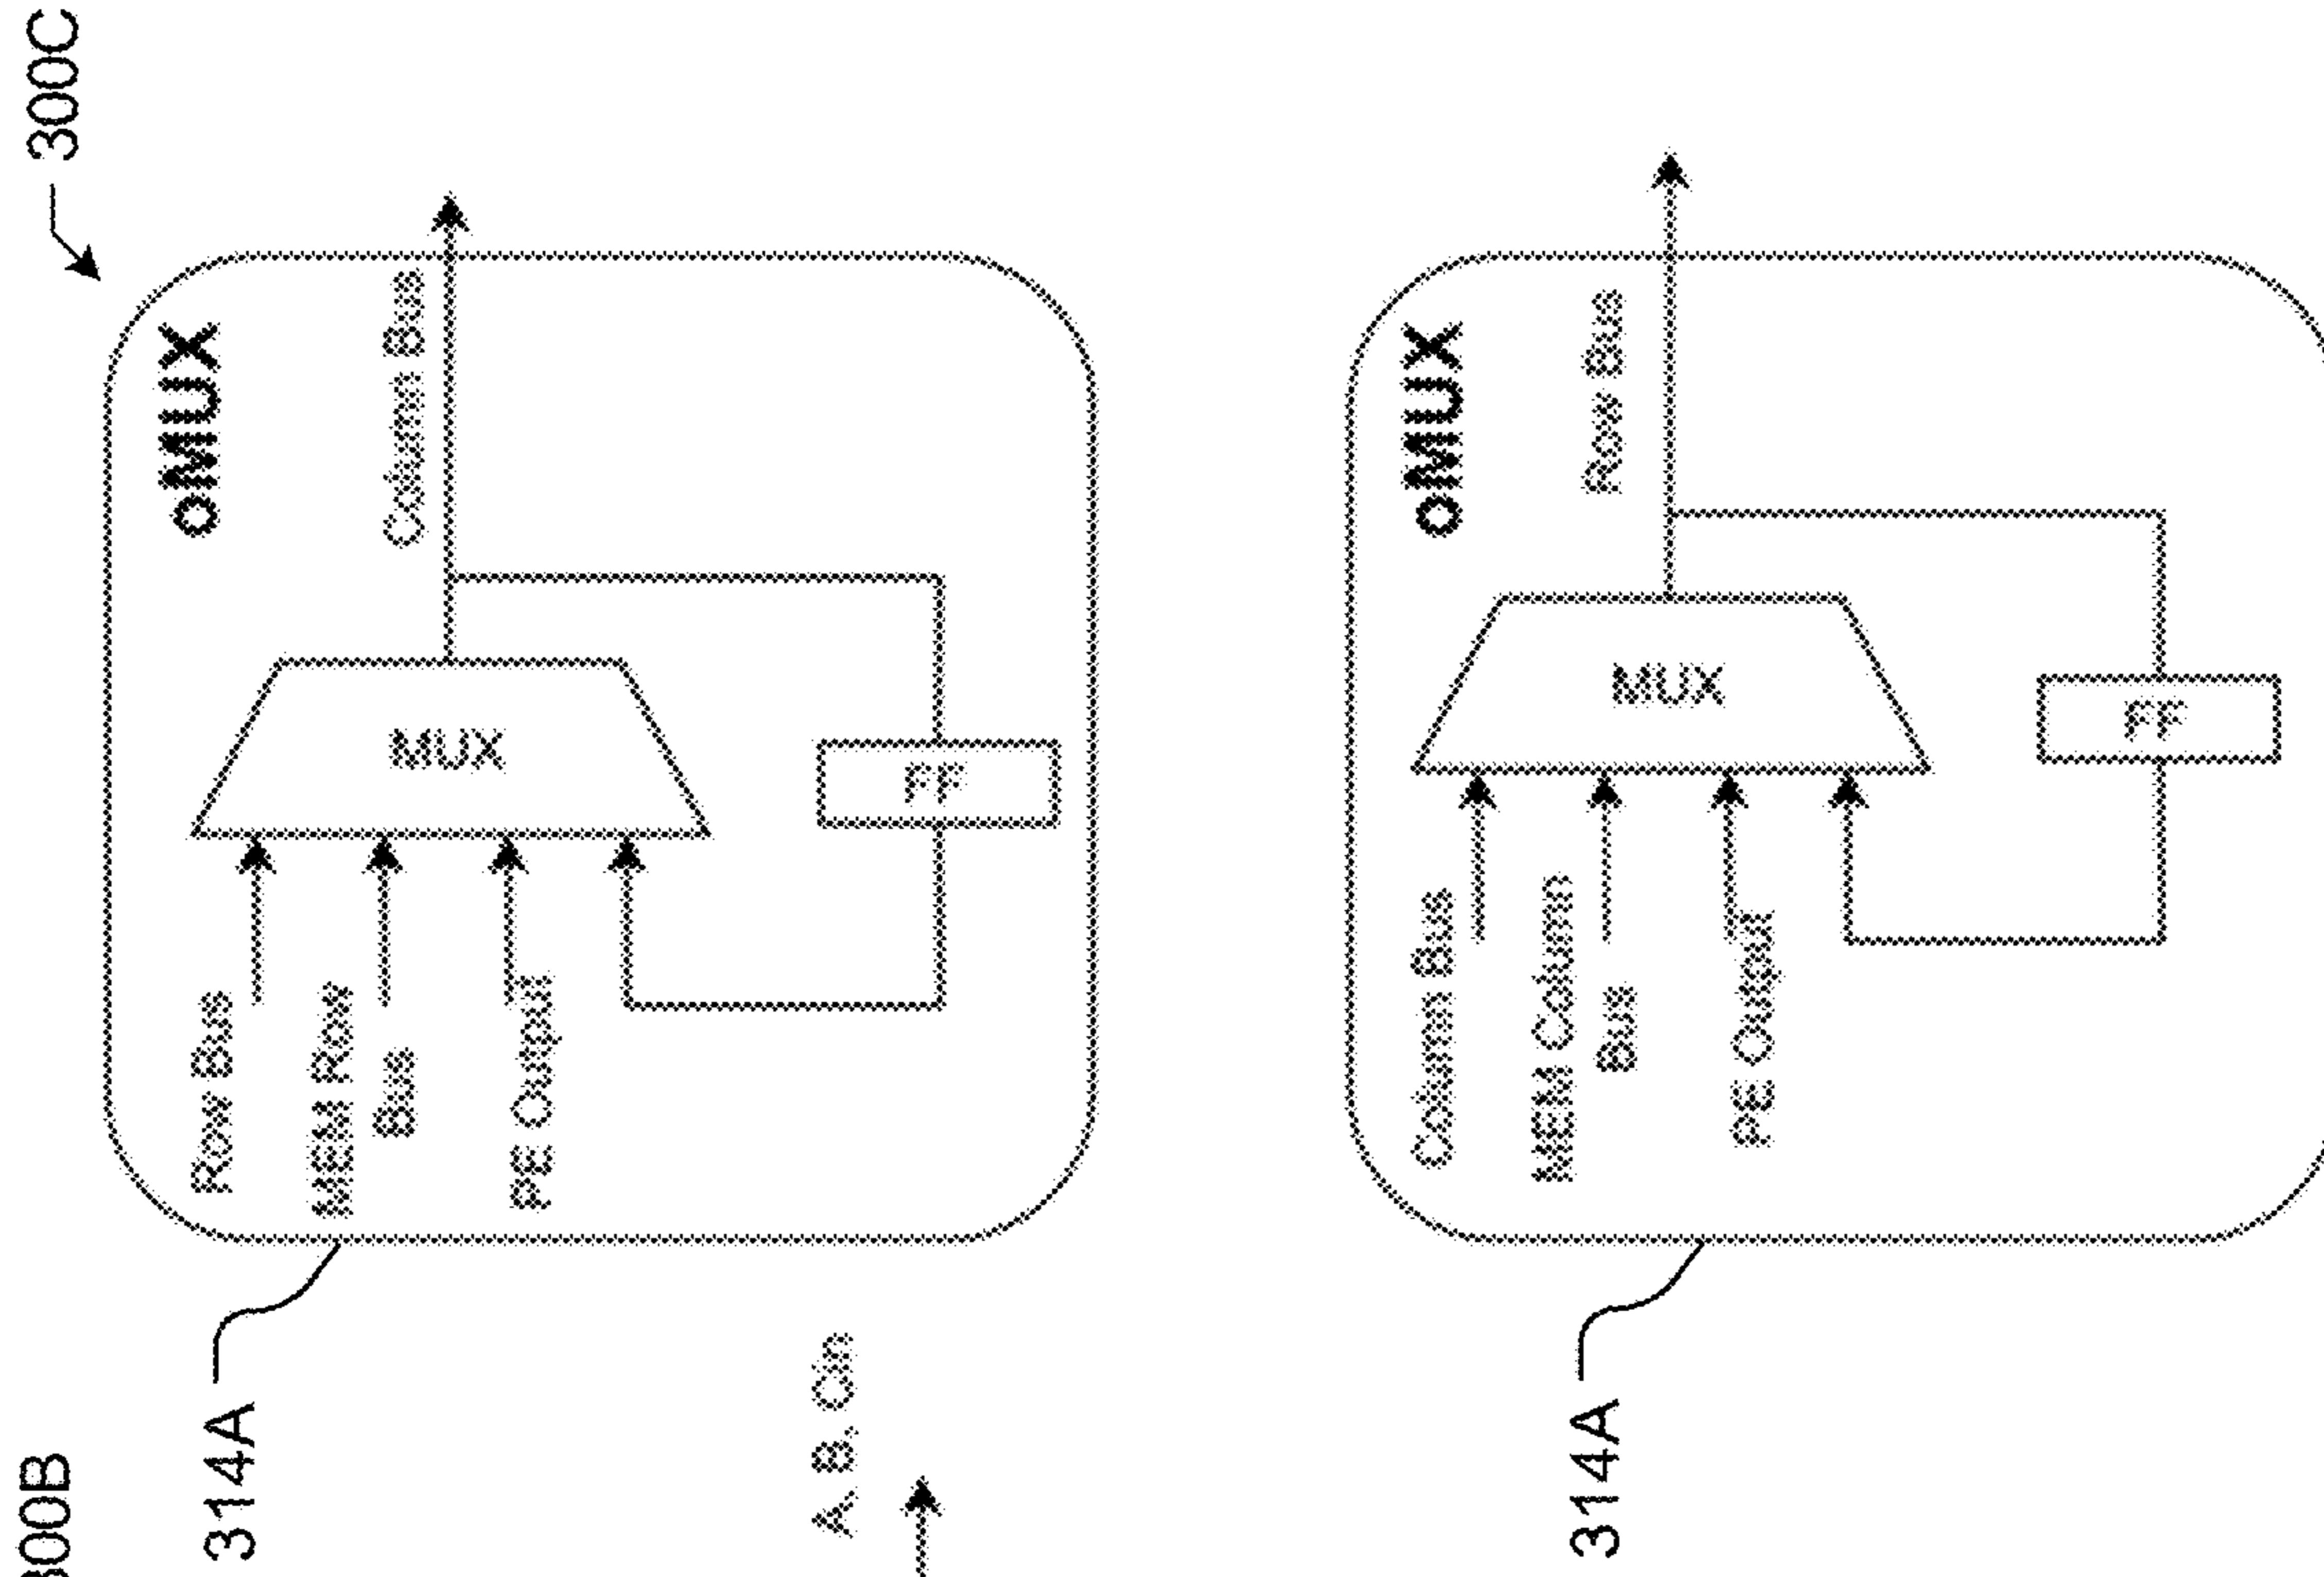 300C
oMUX
Column Bus
MUX
FF
Row Bus
MEM Row
Bus
PE Output
314A
oMUX
Row Bus
MUX
FF
Column Bus
MEM Column
Bus
PE Output
314A
A. B. Cin
00B